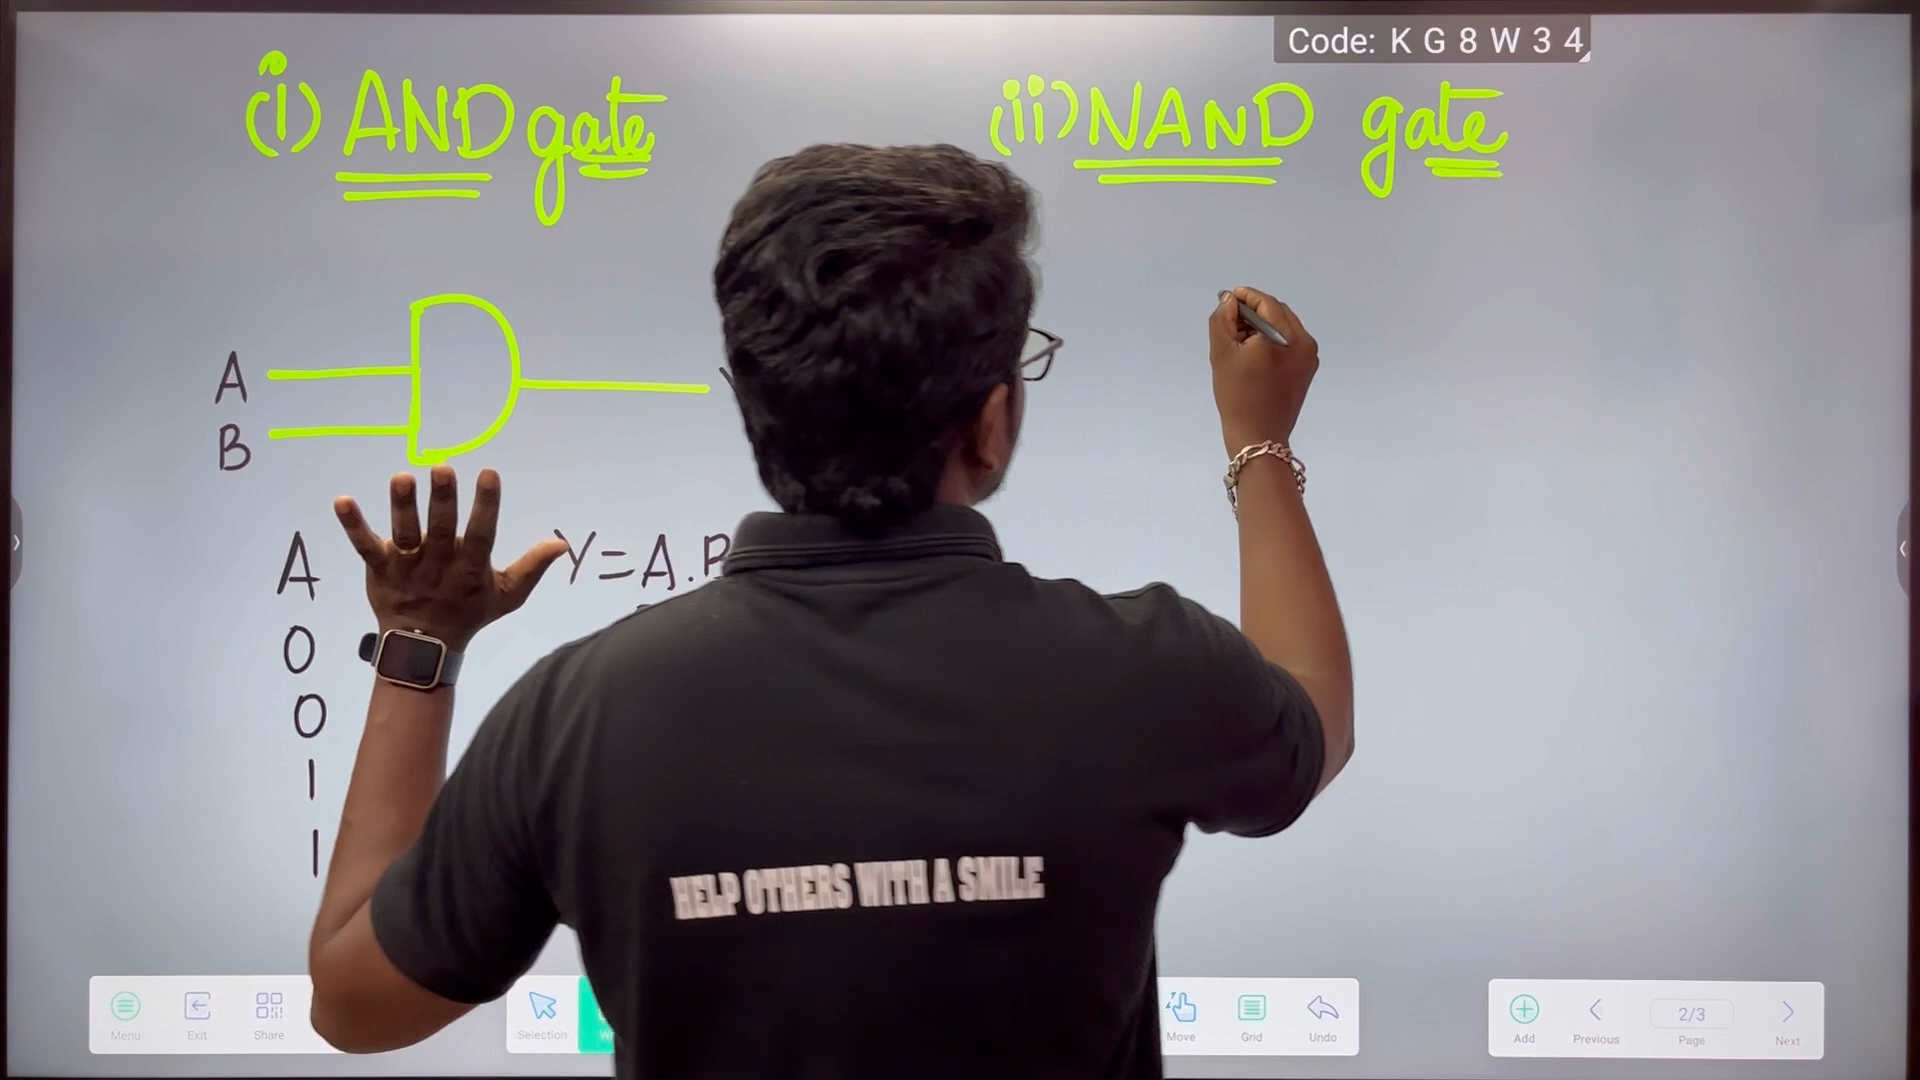 Code: K G 8 W 3 4
(i) AND gate
(ii) NAND gate
A
B
A Y=A.B
0
0
1
1
HELP OTHERS WITH A SMILE
Menu Exit Share Selection Move Grid Undo Add Previous 2/3 Page Next